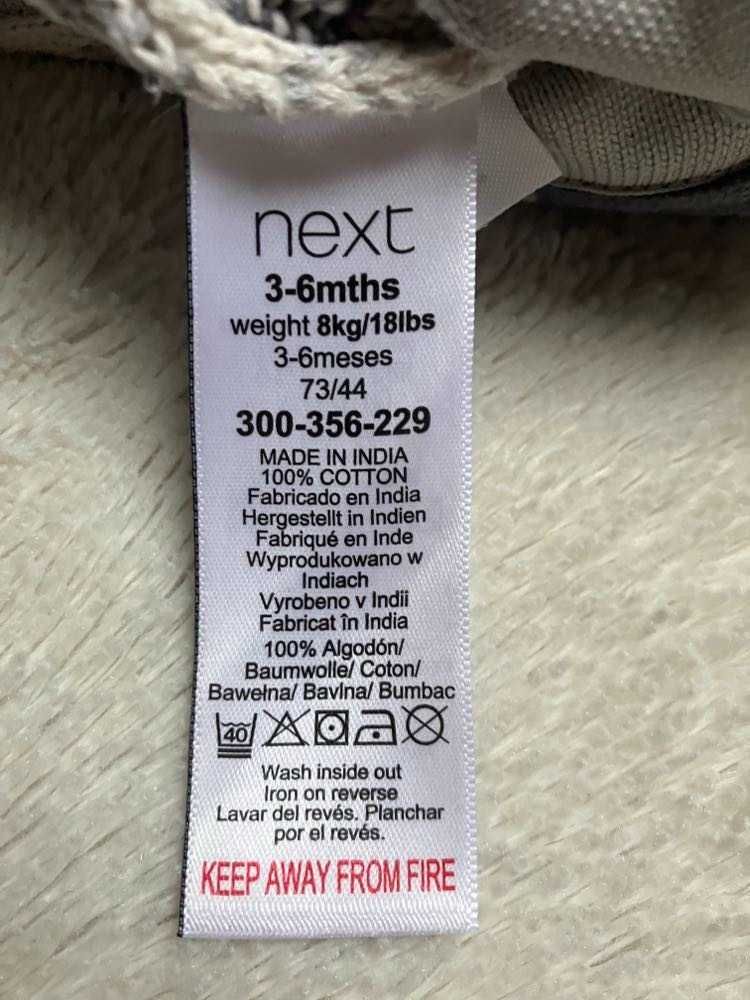 next
3-6mths
weight 8kg/18lbs
3-6meses
73/44
300-356-229
MADE IN INDIA
100% COTTON
Fabricado en India
Hergestellt in Indien
Fabriqué en Inde
Wyprodukowano w
Indiach
Vyrobeno v Indii
Fabricat în India
100% Algodón/
Baumwolle/ Coton/
Bawełna/ Bavlna/ Bumbac
40
Wash inside out
Iron on reverse
Lavar del revés. Planchar
por el revés.
KEEP AWAY FROM FIRE